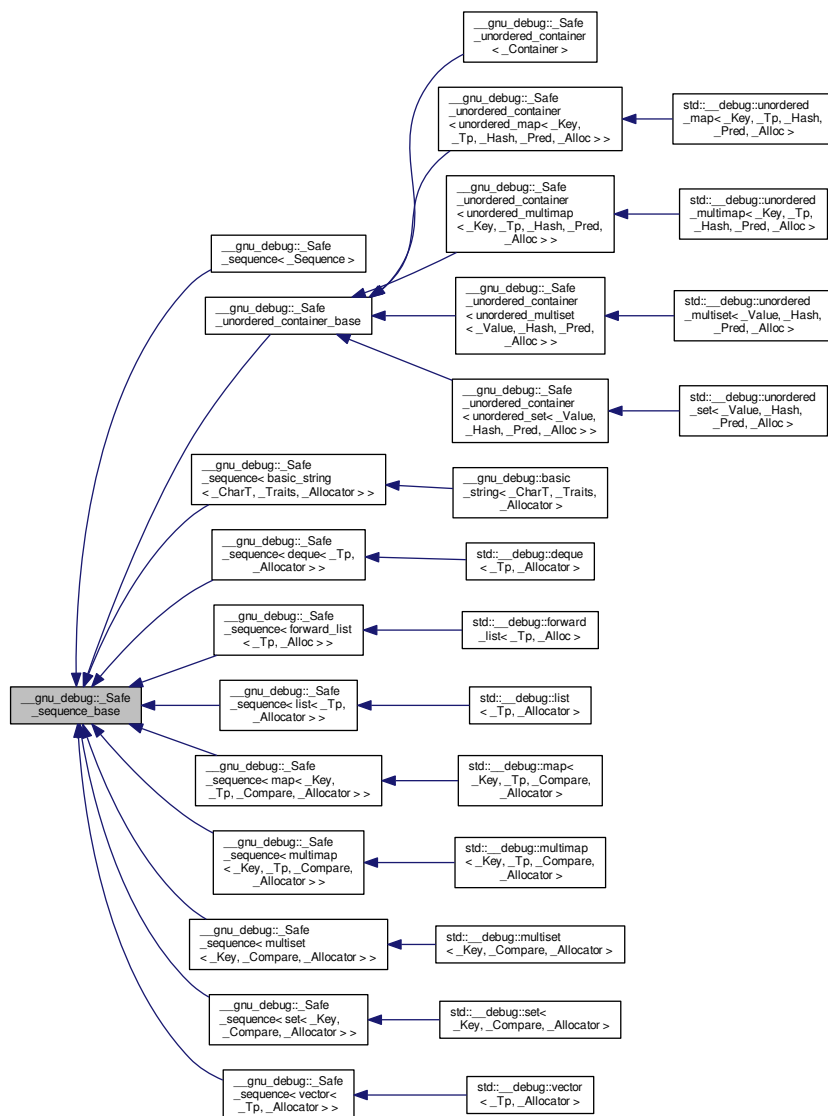 __gnu_debug::_Safe
_unordered_container
< _Container >
__gnu_debug::_Safe
_unordered_container
< unordered_map< _Key,
_Tp, _Hash, _Pred, _Alloc > >
std::__debug::unordered
_map< _Key, _Tp, _Hash,
_Pred, _Alloc >
__gnu_debug::_Safe
_unordered_container
< unordered_multimap
< _Key, _Tp, _Hash, _Pred,
_Alloc > >
std::__debug::unordered
_multimap< _Key, _Tp,
_Hash, _Pred, _Alloc >
__gnu_debug::_Safe
_sequence< _Sequence >
__gnu_debug::_Safe
_unordered_container_base
__gnu_debug::_Safe
_unordered_container
< unordered_multiset
< _Value, _Hash, _Pred,
_Alloc > >
std::__debug::unordered
_multiset< _Value, _Hash,
_Pred, _Alloc >
__gnu_debug::_Safe
_unordered_container
< unordered_set< _Value,
_Hash, _Pred, _Alloc > >
std::__debug::unordered
_set< _Value, _Hash,
_Pred, _Alloc >
__gnu_debug::_Safe
_sequence< basic_string
< _CharT, _Traits, _Allocator > >
__gnu_debug::basic
_string< _CharT, _Traits,
_Allocator >
__gnu_debug::_Safe
_sequence< deque< _Tp,
_Allocator > >
std::__debug::deque
< _Tp, _Allocator >
__gnu_debug::_Safe
_sequence< forward_list
< _Tp, _Alloc > >
std::__debug::forward
_list< _Tp, _Alloc >
__gnu_debug::_Safe
_sequence_base
__gnu_debug::_Safe
_sequence< list< _Tp,
_Allocator > >
std::__debug::list
< _Tp, _Allocator >
__gnu_debug::_Safe
_sequence< map< _Key,
_Tp, _Compare, _Allocator > >
std::__debug::map<
_Key, _Tp, _Compare,
_Allocator >
__gnu_debug::_Safe
_sequence< multimap
< _Key, _Tp, _Compare,
_Allocator > >
std::__debug::multimap
< _Key, _Tp, _Compare,
_Allocator >
__gnu_debug::_Safe
_sequence< multiset
< _Key, _Compare, _Allocator > >
std::__debug::multiset
< _Key, _Compare, _Allocator >
__gnu_debug::_Safe
_sequence< set< _Key,
_Compare, _Allocator > >
std::__debug::set<
_Key, _Compare, _Allocator >
__gnu_debug::_Safe
_sequence< vector<
_Tp, _Allocator > >
std::__debug::vector
< _Tp, _Allocator >